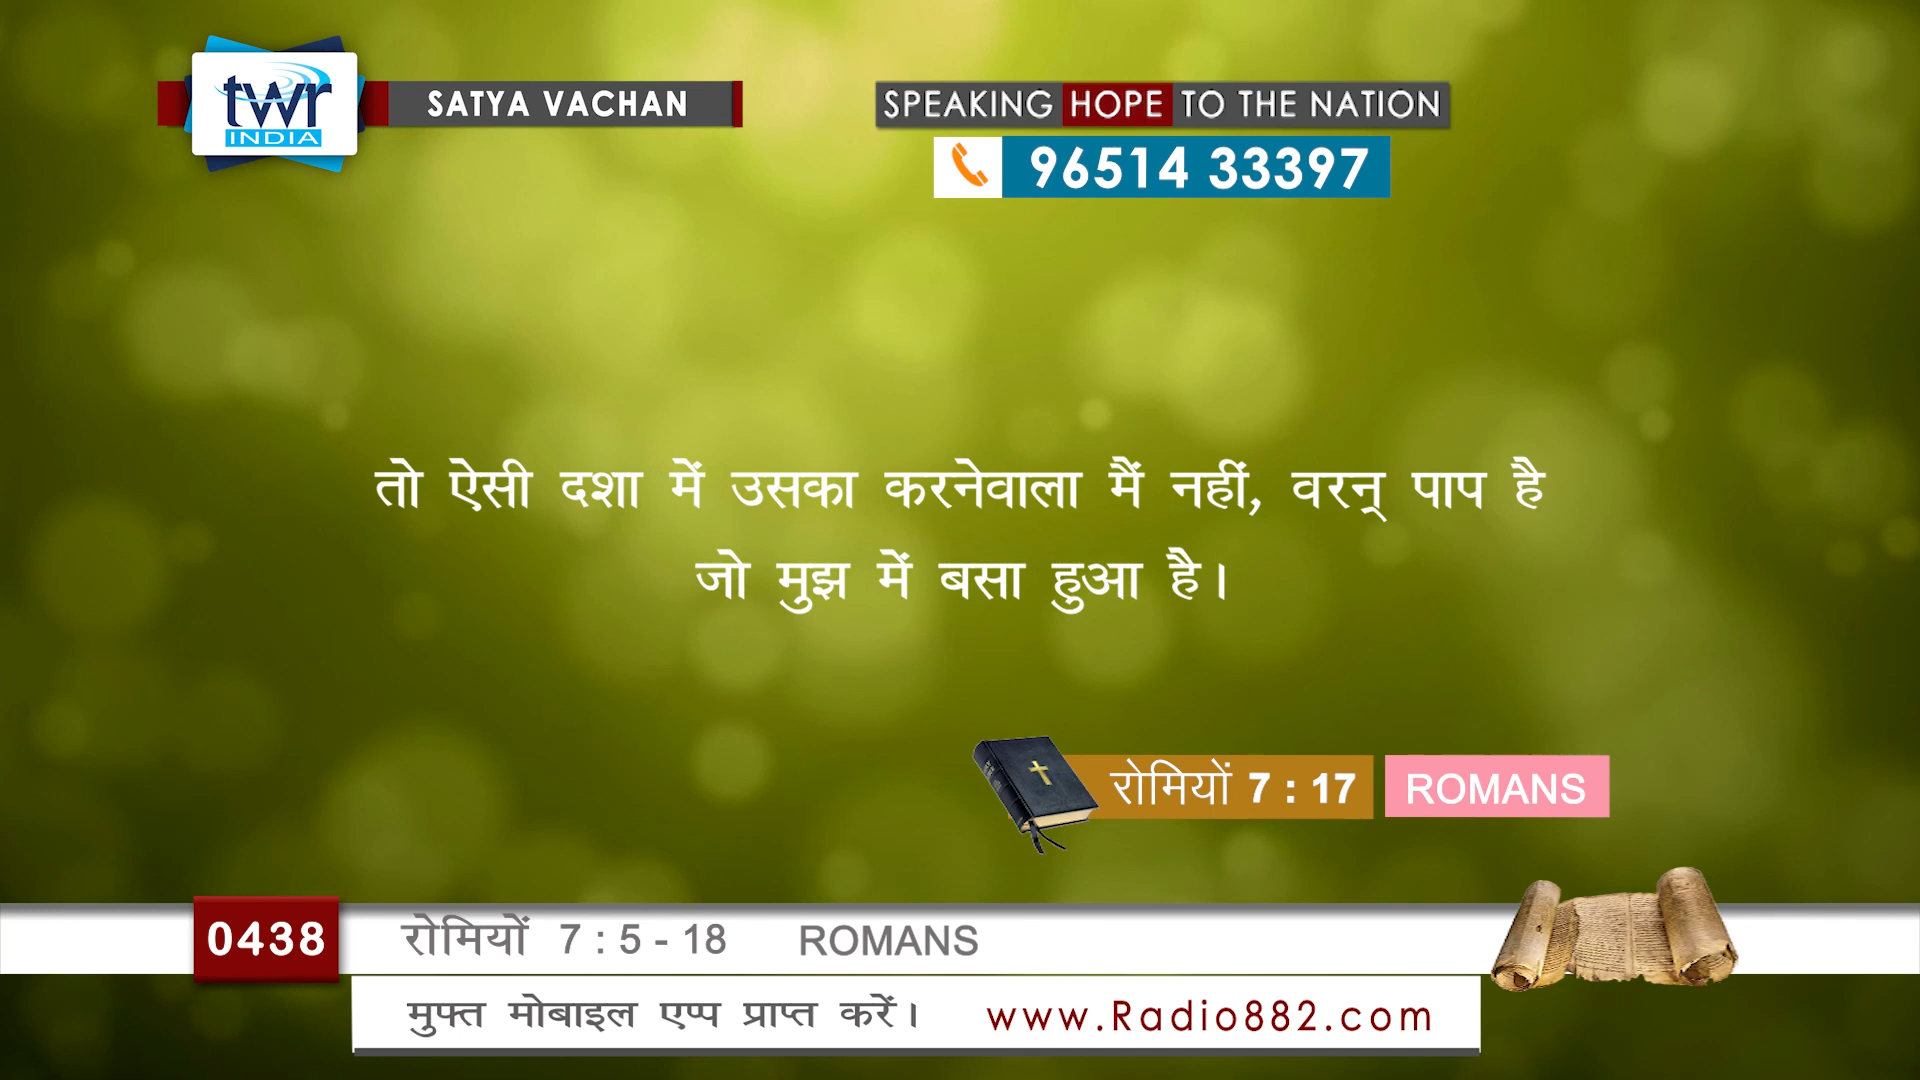 twr
INDIA
SATYA VACHAN
SPEAKING HOPE TO THE NATION
96514 33397
तो ऐसी दशा में उसका करनेवाला मैं नहीं, वरन् पाप है
जो मुझ में बसा हुआ है।
रोमियों 7 : 17 ROMANS
0438 रोमियों 7 : 5 - 18 ROMANS
मुफ्त मोबाइल एप्प प्राप्त करें। www.Radio882.com